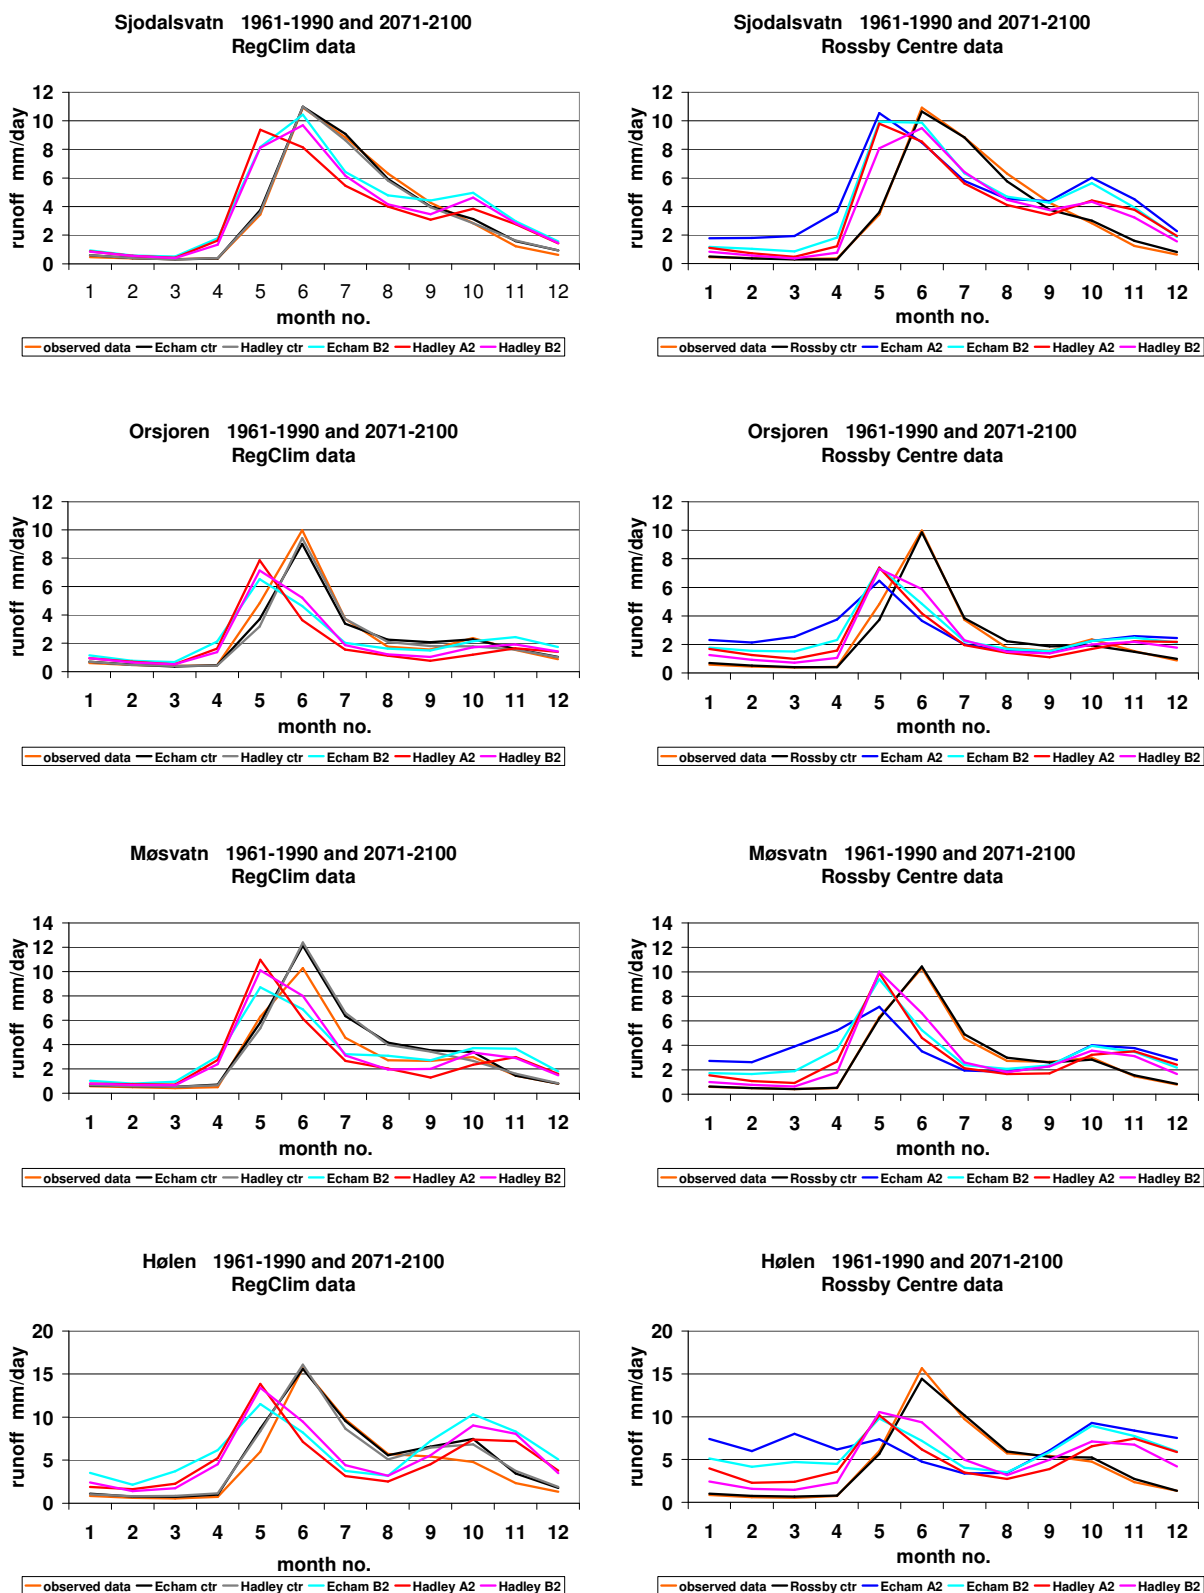 Sjodalsvatn 1961-1990 and 2071-2100
RegClim data
runoff mm/day
12
10
8
6
4
2
0
1 2 3 4 5 6 7 8 9 10 11 12
month no.
observed data Echam ctr Hadley ctr Echam B2 Hadley A2 Hadley B2
Sjodalsvatn 1961-1990 and 2071-2100
Rossby Centre data
runoff mm/day
12
10
8
6
4
2
0
1 2 3 4 5 6 7 8 9 10 11 12
month no.
observed data Rossby ctr Echam A2 Echam B2 Hadley A2 Hadley B2
Orsjoren 1961-1990 and 2071-2100
RegClim data
runoff mm/day
12
10
8
6
4
2
0
1 2 3 4 5 6 7 8 9 10 11 12
month no.
observed data Echam ctr Hadley ctr Echam B2 Hadley A2 Hadley B2
Orsjoren 1961-1990 and 2071-2100
Rossby Centre data
runoff mm/day
12
10
8
6
4
2
0
1 2 3 4 5 6 7 8 9 10 11 12
month no.
observed data Rossby ctr Echam A2 Echam B2 Hadley A2 Hadley B2
Møsvatn 1961-1990 and 2071-2100
RegClim data
runoff mm/day
14
12
10
8
6
4
2
0
1 2 3 4 5 6 7 8 9 10 11 12
month no.
observed data Echam ctr Hadley ctr Echam B2 Hadley A2 Hadley B2
Møsvatn 1961-1990 and 2071-2100
Rossby Centre data
runoff mm/day
14
12
10
8
6
4
2
0
1 2 3 4 5 6 7 8 9 10 11 12
month no.
observed data Rossby ctr Echam A2 Echam B2 Hadley A2 Hadley B2
Hølen 1961-1990 and 2071-2100
RegClim data
runoff mm/day
20
15
10
5
0
1 2 3 4 5 6 7 8 9 10 11 12
month no.
observed data Echam ctr Hadley ctr Echam B2 Hadley A2 Hadley B2
Hølen 1961-1990 and 2071-2100
Rossby Centre data
runoff mm/day
20
15
10
5
0
1 2 3 4 5 6 7 8 9 10 11 12
month no.
observed data Rossby ctr Echam A2 Echam B2 Hadley A2 Hadley B2